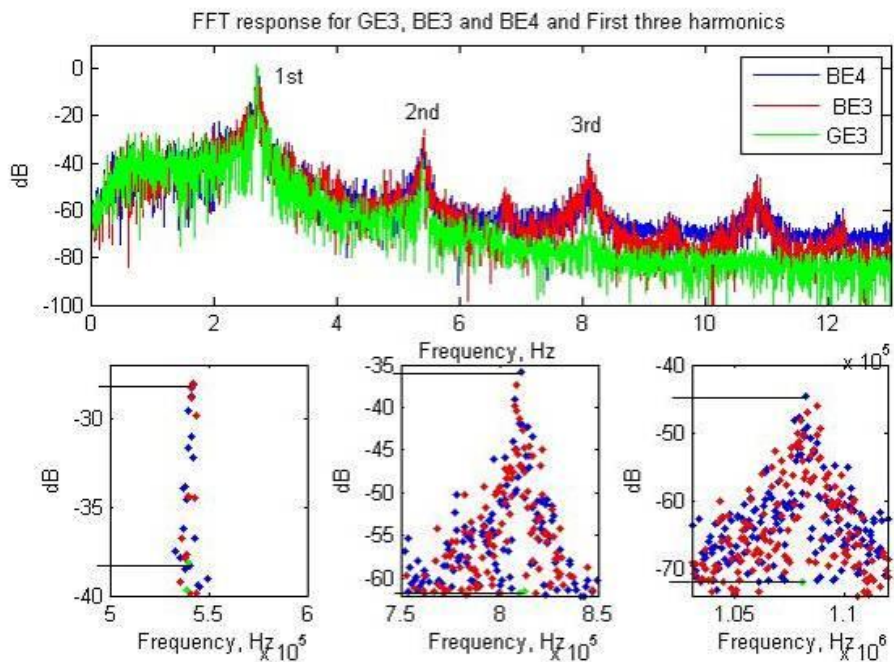 FFT response for GE3, BE3 and BE4 and First three harmonics
0
-20
-40
-60
-80
-100
dB
1st
2nd
3rd
BE4
BE3
GE3
0 2 4 6 8 10 12
Frequency, Hz
x 10^5
-30
-35
-40
dB
5 5.5 6
Frequency, Hz
x 10^5
-35
-40
-45
-50
-55
-60
dB
7.5 8 8.5
Frequency, Hz
x 10^5
-40
-50
-60
-70
dB
1.05 1.1
Frequency, Hz
x 10^6